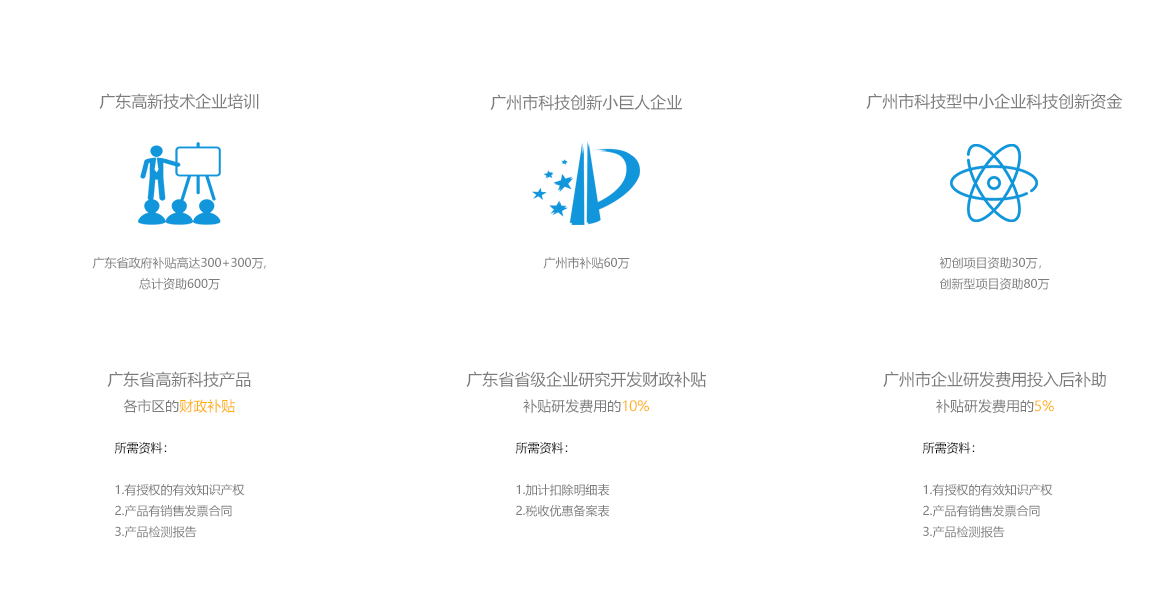 广东高新技术企业培训
广州市科技创新小巨人企业
广州市科技型中小企业科技创新资金
广东省政府补贴高达300+300万,
总计资助600万
广州市补贴60万
初创项目资助30万,
创新型项目资助80万
广东省高新科技产品
各市区的财政补贴
所需资料:
1.有授权的有效知识产权
2.产品有销售发票合同
3.产品检测报告
广东省省级企业研究开发财政补贴
补贴研发费用的10%
所需资料:
1.加计扣除明细表
2.税收优惠备案表
广州市企业研发费用投入后补助
补贴研发费用的5%
所需资料:
1.有授权的有效知识产权
2.产品有销售发票合同
3.产品检测报告